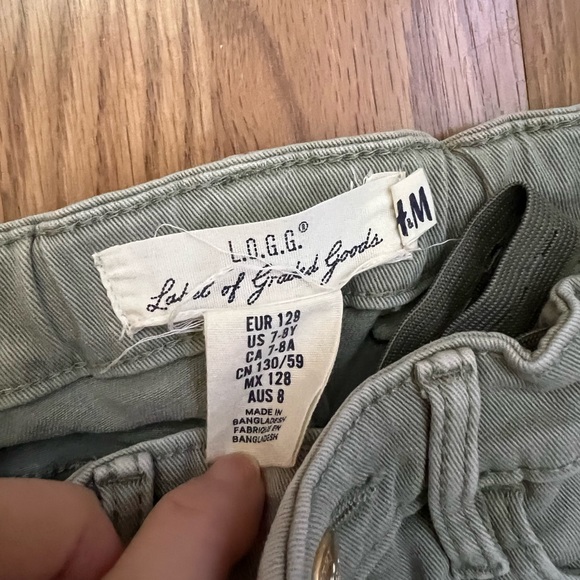 L.O.G.G.®
Label of Graded Goods
H&M
EUR 128
US 7-8Y
CA 7-8A
CN 130/59
MX 128
AUS 8
MADE IN
BANGLADESH
FABRIQUÉ EN
BANGLADESH